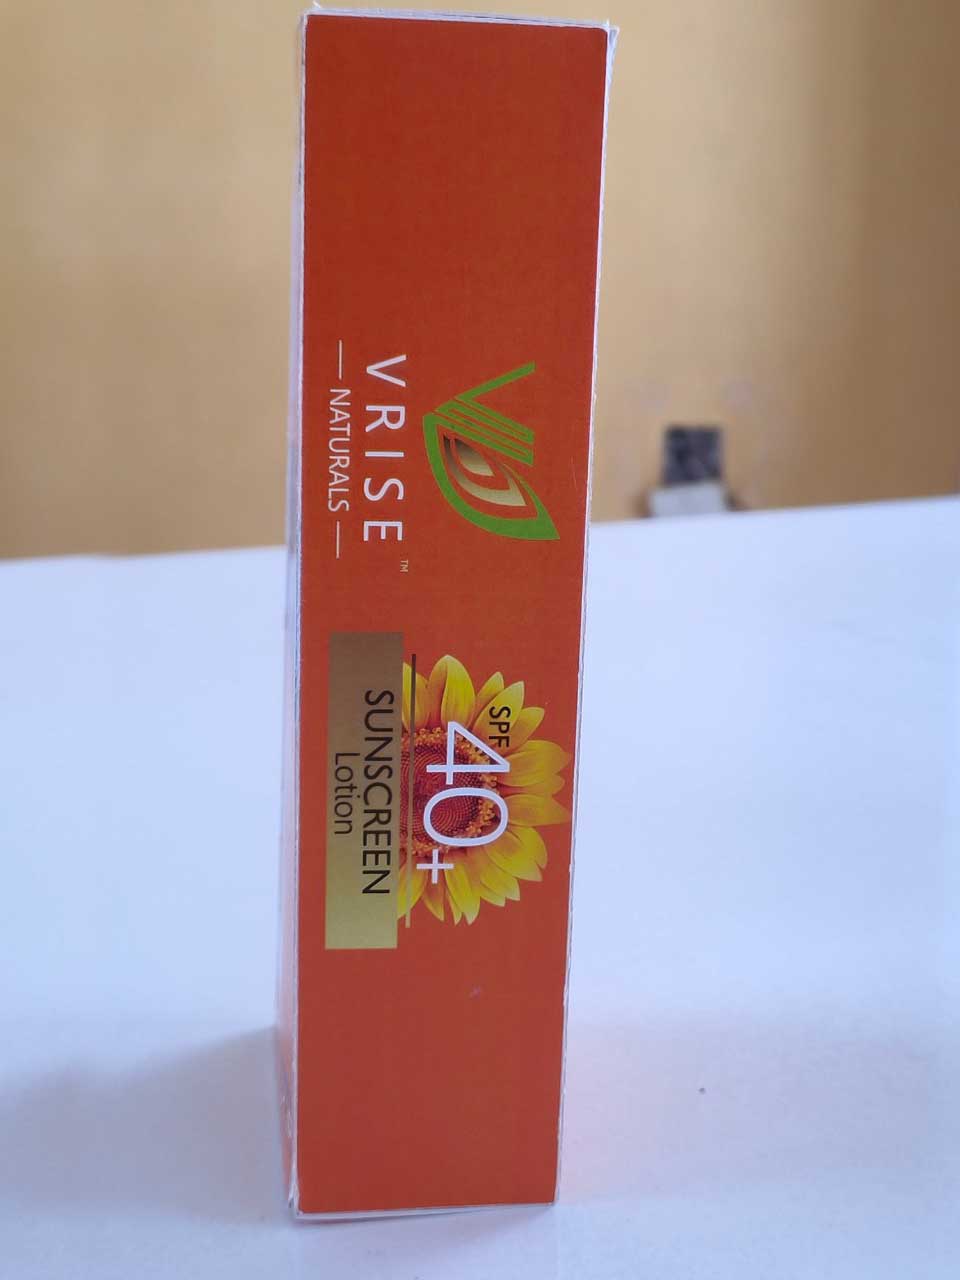 VRISE™
NATURALS
SPF
40+
SUNSCREEN
Lotion